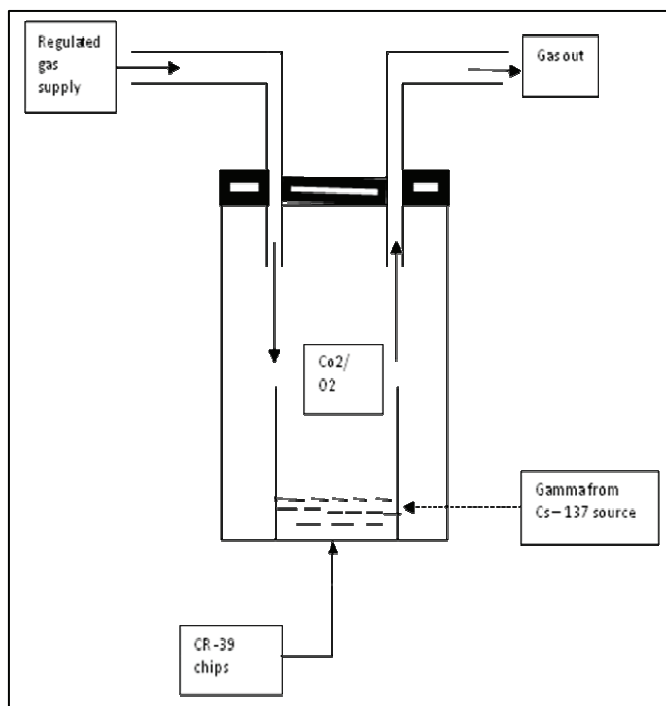 Regulated
gas
supply
Gas out
Co2/
O2
Gamma from
Cs – 137 source
CR-39
chips